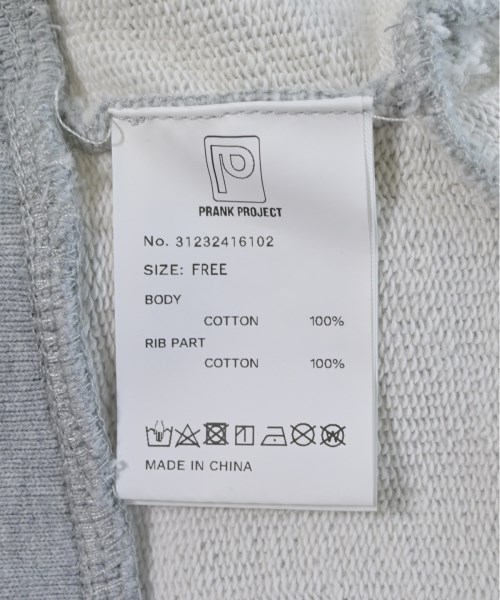 P
PRANK PROJECT
No. 31232416102
SIZE: FREE
BODY
COTTON 100%
RIB PART
COTTON 100%
W
MADE IN CHINA